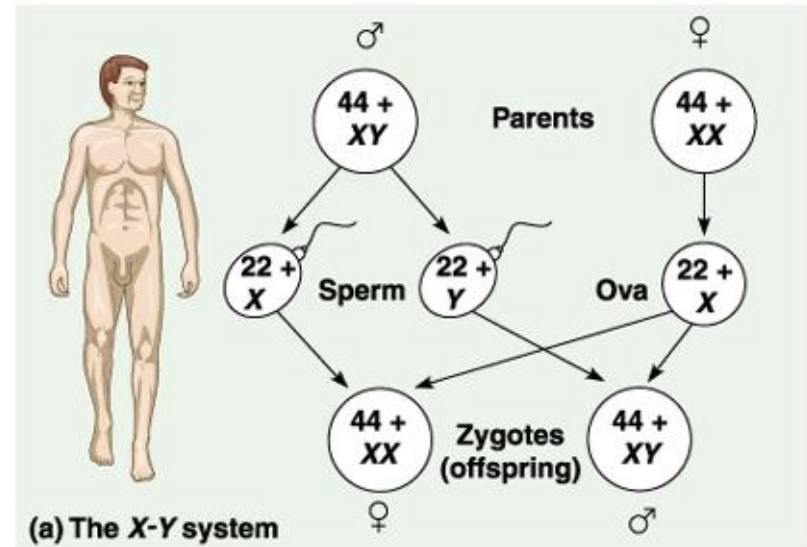 ♂ ♀
44 +
XY
Parents
44 +
XX
22 +
X
Sperm
22 +
Y
Ova
22 +
X
44 +
XX
Zygotes
(offspring)
44 +
XY
♀ ♂
(a) The X-Y system